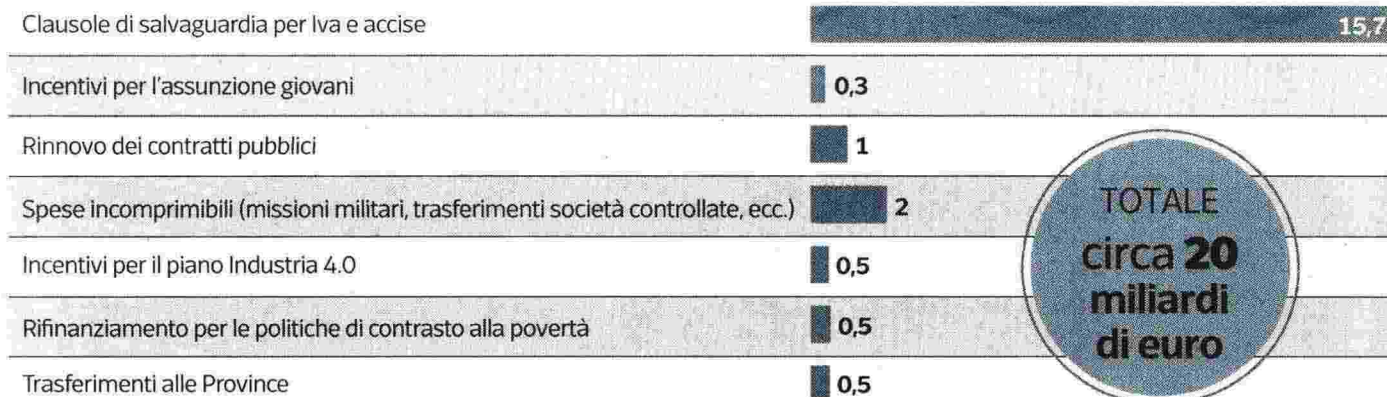 Clausole di salvaguardia per Iva e accise 15,7
Incentivi per l'assunzione giovani 0,3
Rinnovo dei contratti pubblici 1
Spese incomprimibili (missioni militari, trasferimenti società controllate, ecc.) 2
Incentivi per il piano Industria 4.0 0,5
Rifinanziamento per le politiche di contrasto alla povertà 0,5
Trasferimenti alle Province 0,5
TOTALE
circa 20
miliardi
di euro